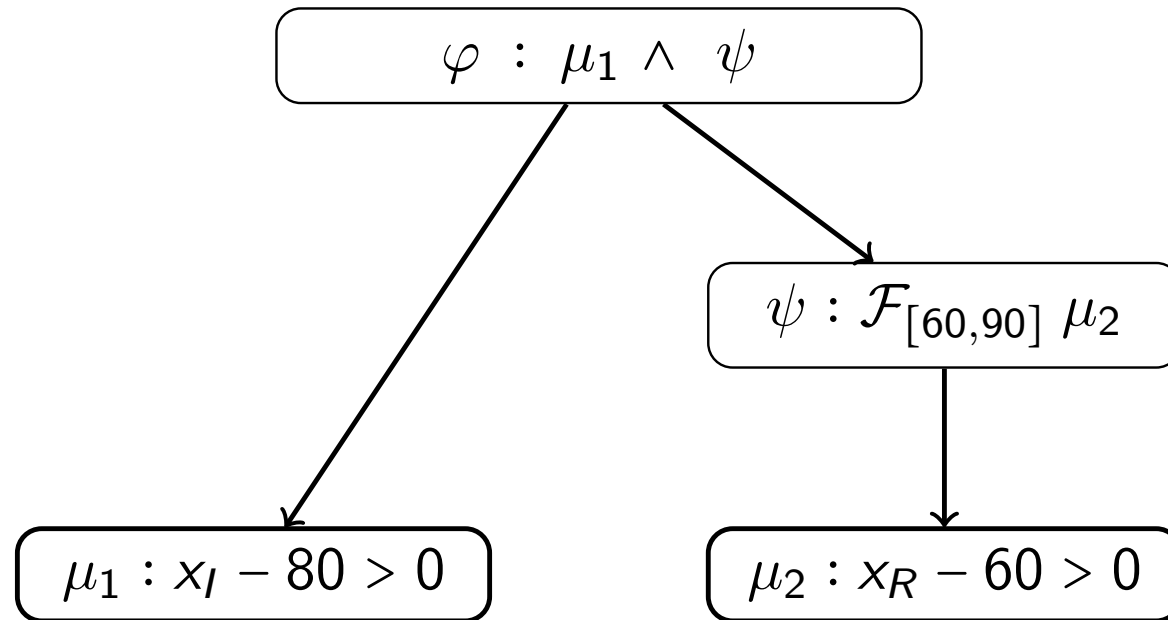 φ : μ₁ ∧ ψ
ψ : ℱ[60,90] μ₂
μ₁ : x_I − 80 > 0
μ₂ : x_R − 60 > 0